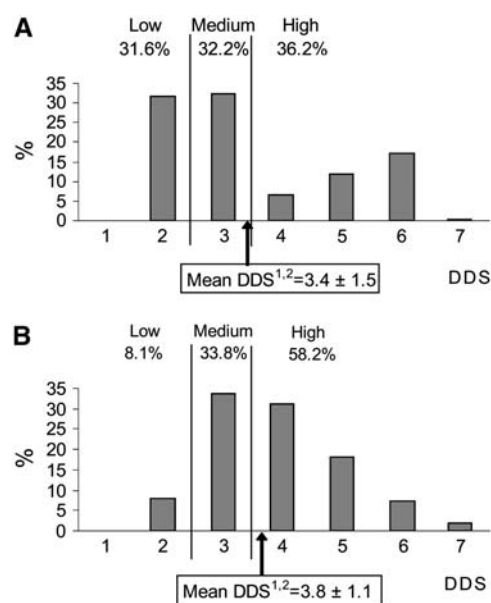 A
Low Medium High
31.6% 32.2% 36.2%
35
30
25
20
15
10
5
0
%
1 2 3 4 5 6 7
Mean DDS1,2=3.4 ± 1.5
DDS
B
Low Medium High
8.1% 33.8% 58.2%
35
30
25
20
15
10
5
0
%
1 2 3 4 5 6 7
Mean DDS1,2=3.8 ± 1.1
DDS